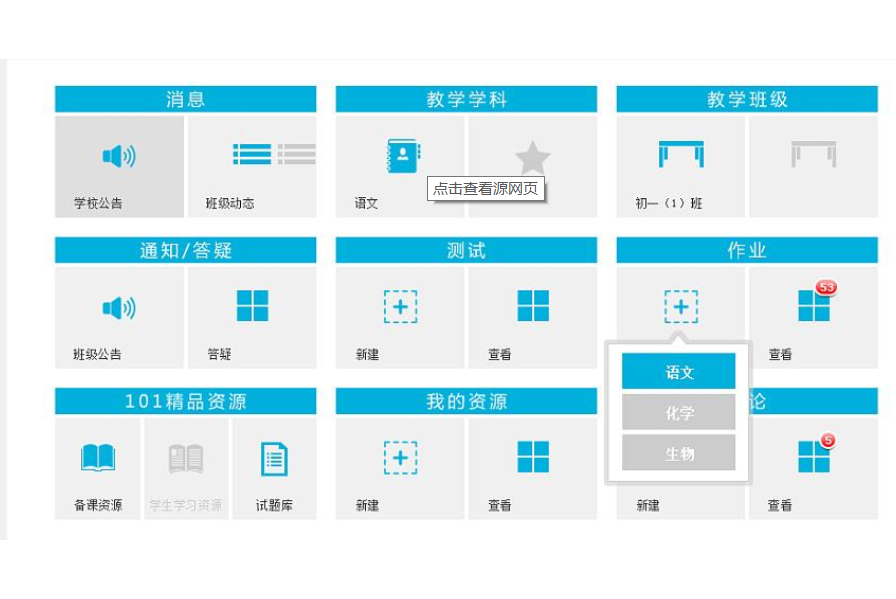 消息
教学学科
教学班级
学校公告
班级动态
语文
点击查看源网页
初一（1）班
通知/答疑
测试
作业
53
班级公告
答疑
新建
查看
查看
语文
化学
生物
101精品资源
我的资源
论
5
备课资源
学生学习资源
试题库
新建
查看
新建
查看